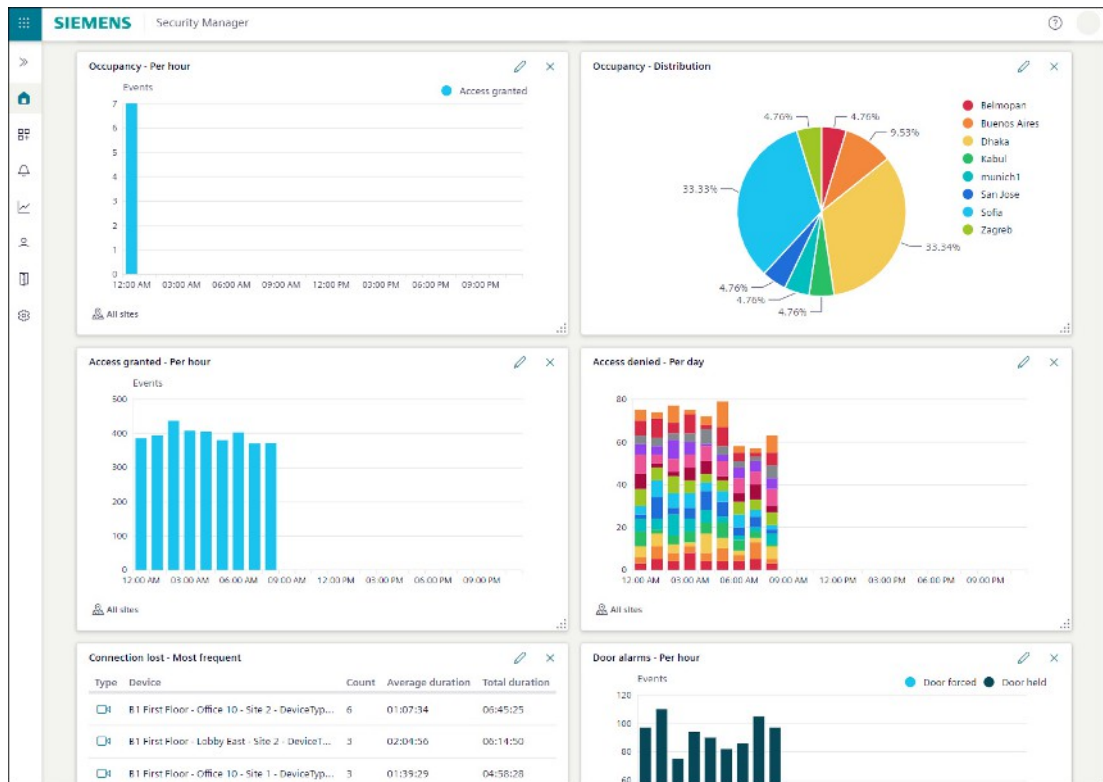 SIEMENS Security Manager
Occupancy - Per hour
Events
Access granted
7
6
5
4
3
2
1
0
12:00 AM 03:00 AM 06:00 AM 09:00 AM 12:00 PM 03:00 PM 06:00 PM 09:00 PM
All sites
Occupancy - Distribution
4.76% 4.76%
9.53%
33.33%
33.34%
4.76%
4.76%
4.76%
Belmopan
Buenos Aires
Dhaka
Kabul
munich1
San Jose
Sofia
Zagreb
Access granted - Per hour
Events
500
400
300
200
100
0
12:00 AM 03:00 AM 06:00 AM 09:00 AM 12:00 PM 03:00 PM 06:00 PM 09:00 PM
All sites
Access denied - Per day
80
60
40
20
0
12:00 AM 03:00 AM 06:00 AM 09:00 AM 12:00 PM 03:00 PM 06:00 PM 09:00 PM
All sites
Connection lost - Most frequent
Type Device Count Average duration Total duration
B1 First Floor - Office 10 - Site 2 - DeviceTyp... 6 01:07:34 06:45:25
B1 First Floor - Lobby East - Site 2 - DeviceT... 3 02:04:56 06:14:50
B1 First Floor - Office 10 - Site 1 - DeviceTyp... 3 01:39:29 04:58:28
Door alarms - Per hour
Events
Door forced Door held
120
100
80
60